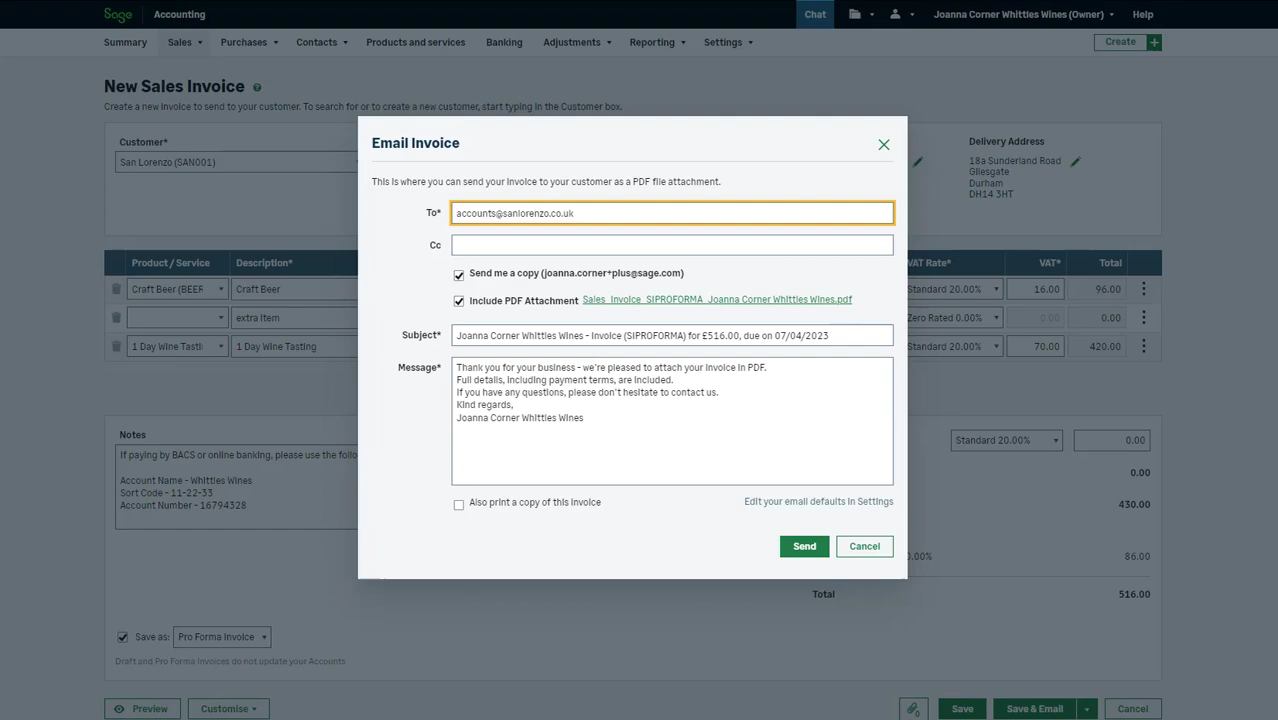 Sage Accounting Chat Joanna Corner Whittles Wines (Owner) Help
Summary Sales Purchases Contacts Products and services Banking Adjustments Reporting Settings Create +
New Sales Invoice ?
Create a new invoice to send to your customer. To search for or to create a new customer, start typing in the Customer box.
Customer*
San Lorenzo (SAN001)
Delivery Address
18a Sunderland Road
Gilesgate
Durham
DH14 3HT
Email Invoice
This is where you can send your invoice to your customer as a PDF file attachment.
To* accounts@sanlorenzo.co.uk
Cc
Send me a copy (joanna.corner+plus@sage.com)
Include PDF Attachment Sales_Invoice_SIPROFORMA_Joanna Corner Whittles Wines.pdf
Subject* Joanna Corner Whittles Wines - Invoice (SIPROFORMA) for £516.00, due on 07/04/2023
Message* Thank you for your business - we're pleased to attach your invoice in PDF.
Full details, including payment terms, are included.
If you have any questions, please don't hesitate to contact us.
Kind regards,
Joanna Corner Whittles Wines
Also print a copy of this invoice Edit your email defaults in Settings
Send Cancel
Product / Service Description* VAT Rate* VAT* Total
Craft Beer (BEER Craft Beer Standard 20.00% 16.00 96.00
extra item Zero Rated 0.00% 0.00 0.00
1 Day Wine Tasti 1 Day Wine Tasting Standard 20.00% 70.00 420.00
Notes
If paying by BACS or online banking, please use the follo
Account Name - Whittles Wines
Sort Code - 11-22-33
Account Number - 16794328
Standard 20.00% 0.00
0.00
430.00
0.00% 86.00
Total 516.00
Save as: Pro Forma Invoice
Draft and Pro Forma Invoices do not update your Accounts
Preview Customise 0 Save Save & Email Cancel